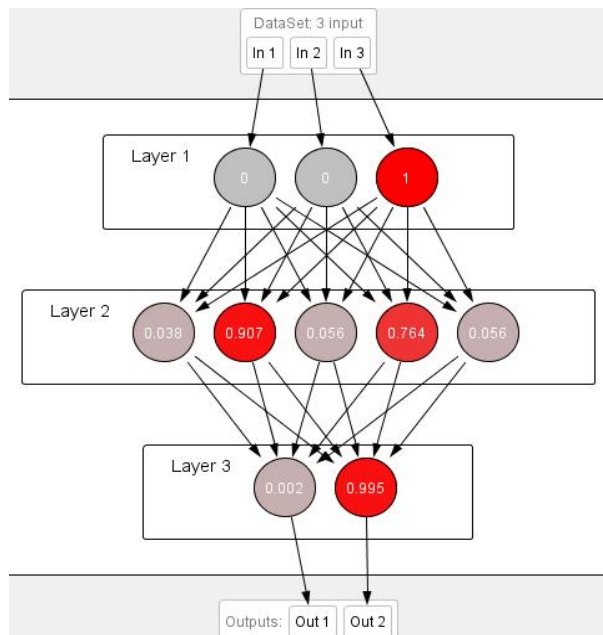 DataSet: 3 input
In 1 In 2 In 3
Layer 1
0 0 1
Layer 2
0.038 0.907 0.056 0.764 0.056
Layer 3
0.002 0.995
Outputs: Out 1 Out 2